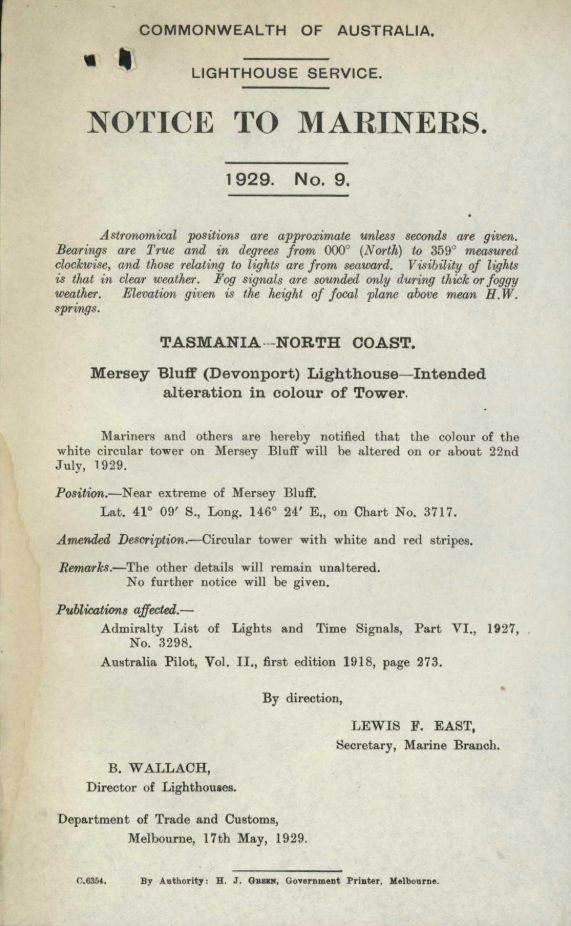 COMMONWEALTH OF AUSTRALIA.
LIGHTHOUSE SERVICE.
NOTICE TO MARINERS.
1929. No. 9.
Astronomical positions are approximate unless seconds are given.
Bearings are True and in degrees from 000° (North) to 359° measured
clockwise, and those relating to lights are from seaward. Visibility of lights
is that in clear weather. Fog signals are sounded only during thick or foggy
weather. Elevation given is the height of focal plane above mean H.W.
springs.
TASMANIA—NORTH COAST.
Mersey Bluff (Devonport) Lighthouse—Intended
alteration in colour of Tower.
Mariners and others are hereby notified that the colour of the
white circular tower on Mersey Bluff will be altered on or about 22nd
July, 1929.
Position.—Near extreme of Mersey Bluff.
Lat. 41° 09′ S., Long. 146° 24′ E., on Chart No. 3717.
Amended Description.—Circular tower with white and red stripes.
Remarks.—The other details will remain unaltered.
No further notice will be given.
Publications affected.—
Admiralty List of Lights and Time Signals, Part VI., 1927,
No. 3298.
Australia Pilot, Vol. II., first edition 1918, page 273.
By direction,
LEWIS F. EAST,
Secretary, Marine Branch.
B. WALLACH,
Director of Lighthouses.
Department of Trade and Customs,
Melbourne, 17th May, 1929.
C.6354. By Authority: H. J. GREEN, Government Printer, Melbourne.